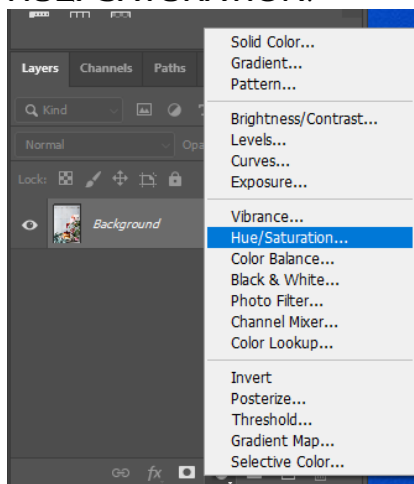 Layers Channels Paths
Kind
Normal Opa
Lock:
Background
fx
Solid Color...
Gradient...
Pattern...
Brightness/Contrast...
Levels...
Curves...
Exposure...
Vibrance...
Hue/Saturation...
Color Balance...
Black & White...
Photo Filter...
Channel Mixer...
Color Lookup...
Invert
Posterize...
Threshold...
Gradient Map...
Selective Color...